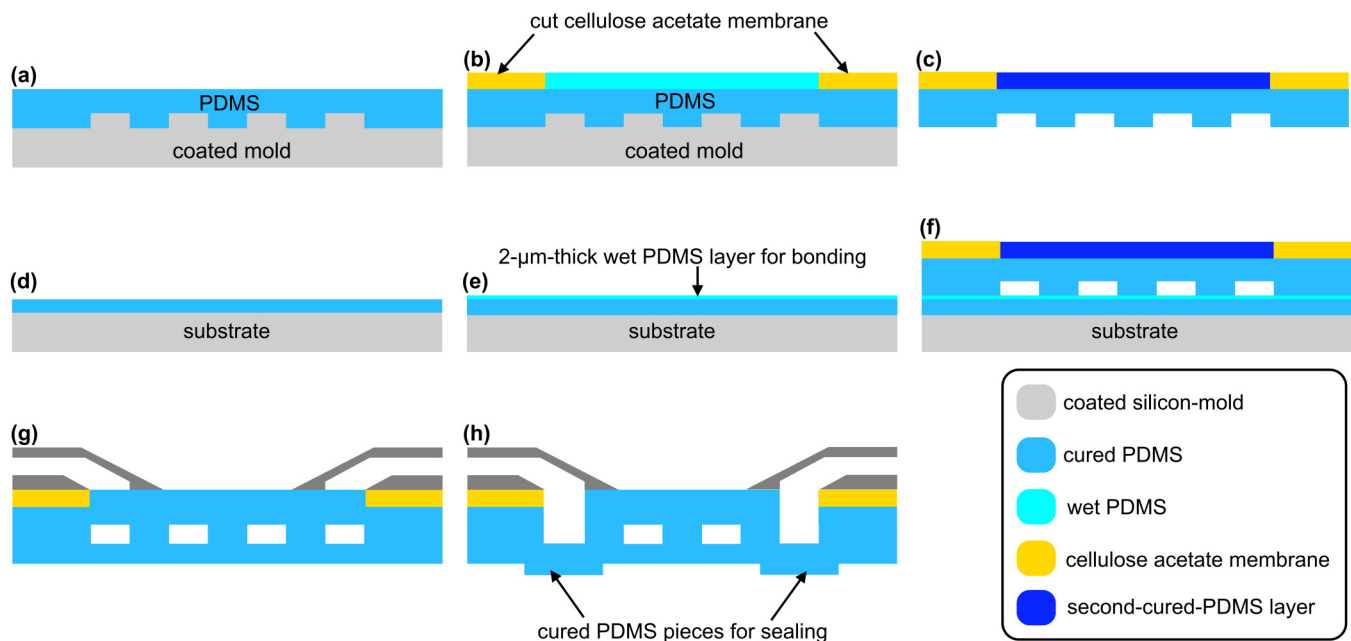 cut cellulose acetate membrane
(a)
PDMS
coated mold
(b)
PDMS
coated mold
(c)
(d)
substrate
2-µm-thick wet PDMS layer for bonding
(e)
substrate
(f)
substrate
(g)
(h)
cured PDMS pieces for sealing
coated silicon-mold
cured PDMS
wet PDMS
cellulose acetate membrane
second-cured-PDMS layer